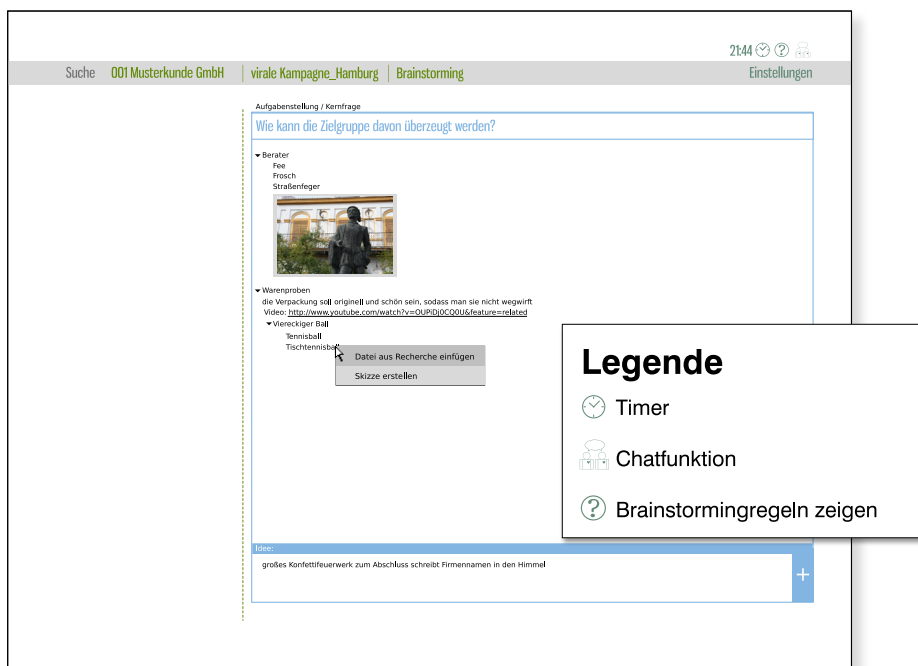 21:44
Suche 001 Musterkunde GmbH virale Kampagne_Hamburg Brainstorming Einstellungen
Aufgabenstellung / Kernfrage
Wie kann die Zielgruppe davon überzeugt werden?
Berater
Fee
Frosch
Straßenfeger
Warenproben
die Verpackung soll originell und schön sein, sodass man sie nicht wegwirft
Video: http://www.youtube.com/watch?v=OUPiDj0CQ0U&feature=related
Viereckiger Ball
Tennisball
Tischtennisball
Datei aus Recherche einfügen
Skizze erstellen
Legende
Timer
Chatfunktion
? Brainstormingregeln zeigen
Idee:
großes Konfettifeuerwerk zum Abschluss schreibt Firmennamen in den Himmel
+